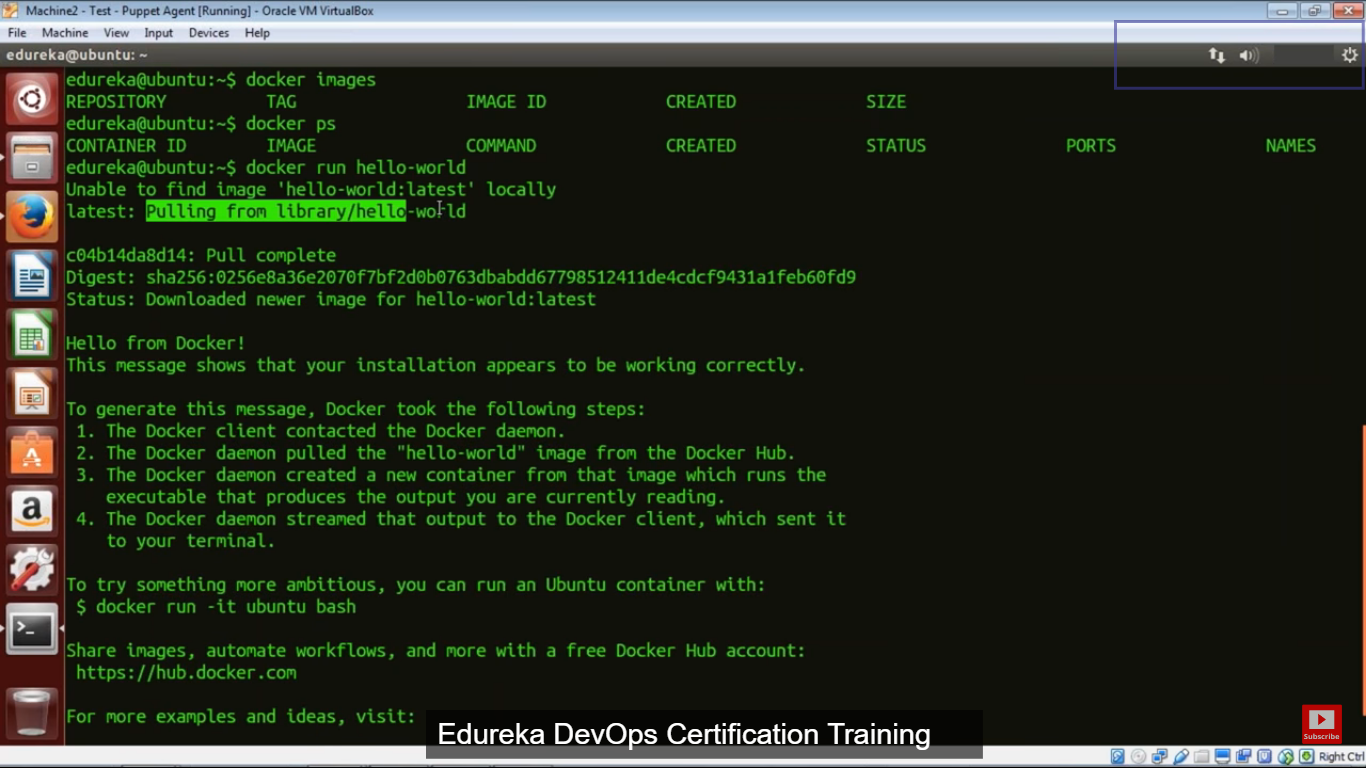 Machine2 - Test - Puppet Agent [Running] - Oracle VM VirtualBox
File Machine View Input Devices Help
edureka@ubuntu: ~
edureka@ubuntu:~$ docker images
REPOSITORY TAG IMAGE ID CREATED SIZE
edureka@ubuntu:~$ docker ps
CONTAINER ID IMAGE COMMAND CREATED STATUS PORTS NAMES
edureka@ubuntu:~$ docker run hello-world
Unable to find image 'hello-world:latest' locally
latest: Pulling from library/hello-world
c04b14da8d14: Pull complete
Digest: sha256:0256e8a36e2070f7bf2d0b0763dbabdd67798512411de4cdcf9431a1feb60fd9
Status: Downloaded newer image for hello-world:latest
Hello from Docker!
This message shows that your installation appears to be working correctly.
To generate this message, Docker took the following steps:
1. The Docker client contacted the Docker daemon.
2. The Docker daemon pulled the "hello-world" image from the Docker Hub.
3. The Docker daemon created a new container from that image which runs the
executable that produces the output you are currently reading.
4. The Docker daemon streamed that output to the Docker client, which sent it
to your terminal.
To try something more ambitious, you can run an Ubuntu container with:
$ docker run -it ubuntu bash
Share images, automate workflows, and more with a free Docker Hub account:
https://hub.docker.com
For more examples and ideas, visit:
Edureka DevOps Certification Training
Subscribe
Right Ctrl